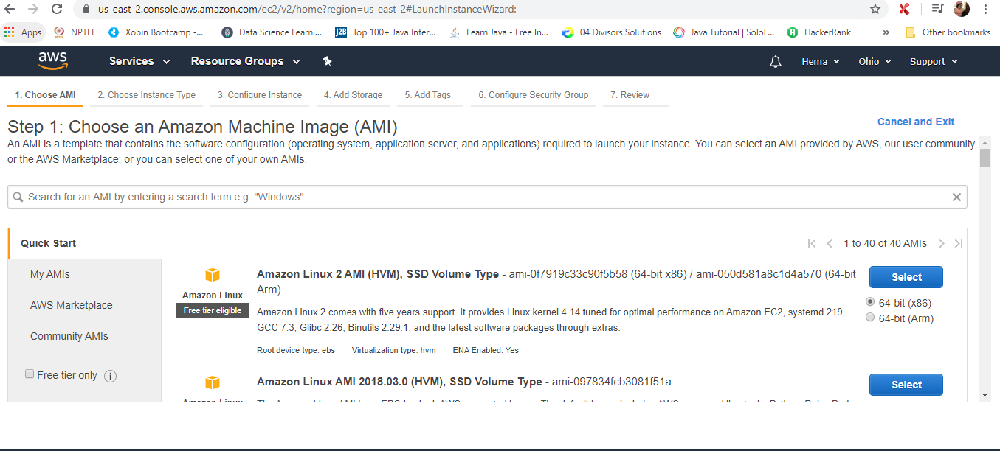 us-east-2.console.aws.amazon.com/ec2/v2/home?region=us-east-2#LaunchInstanceWizard:
Apps NPTEL Xobin Bootcamp -... Data Science Learni... J2B Top 100+ Java Inter... Learn Java - Free In... 04 Divisors Solutions Java Tutorial | SoloL... H HackerRank » Other bookmarks
aws Services Resource Groups Hema Ohio Support
1. Choose AMI 2. Choose Instance Type 3. Configure Instance 4. Add Storage 5. Add Tags 6. Configure Security Group 7. Review
Step 1: Choose an Amazon Machine Image (AMI)
Cancel and Exit
An AMI is a template that contains the software configuration (operating system, application server, and applications) required to launch your instance. You can select an AMI provided by AWS, our user community,
or the AWS Marketplace; or you can select one of your own AMIs.
Search for an AMI by entering a search term e.g. "Windows"
Quick Start
1 to 40 of 40 AMIs
My AMIs
AWS Marketplace
Community AMIs
Free tier only i
Amazon Linux
Free tier eligible
Amazon Linux 2 AMI (HVM), SSD Volume Type - ami-0f7919c33c90f5b58 (64-bit x86) / ami-050d581a8c1d4a570 (64-bit
Arm)
Amazon Linux 2 comes with five years support. It provides Linux kernel 4.14 tuned for optimal performance on Amazon EC2, systemd 219,
GCC 7.3, Glibc 2.26, Binutils 2.29.1, and the latest software packages through extras.
Root device type: ebs Virtualization type: hvm ENA Enabled: Yes
Select
64-bit (x86)
64-bit (Arm)
Amazon Linux AMI 2018.03.0 (HVM), SSD Volume Type - ami-097834fcb3081f51a
Select
Amazon Linux